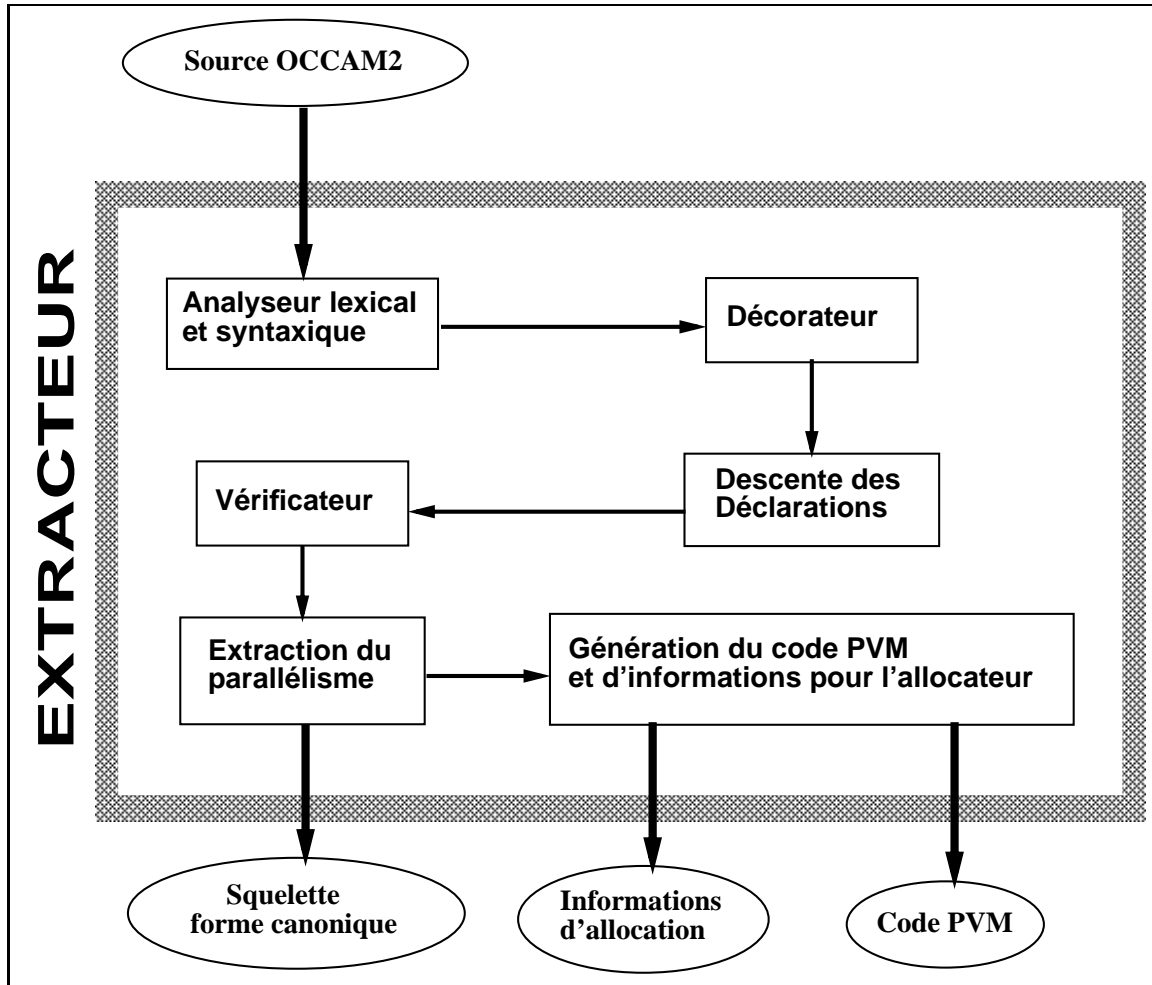 Source OCCAM2
EXTRACTEUR
Analyseur lexical
et syntaxique
Décorateur
Descente des
Déclarations
Vérificateur
Extraction du
parallélisme
Génération du code PVM
et d'informations pour l'allocateur
Squelette
forme canonique
Informations
d'allocation
Code PVM